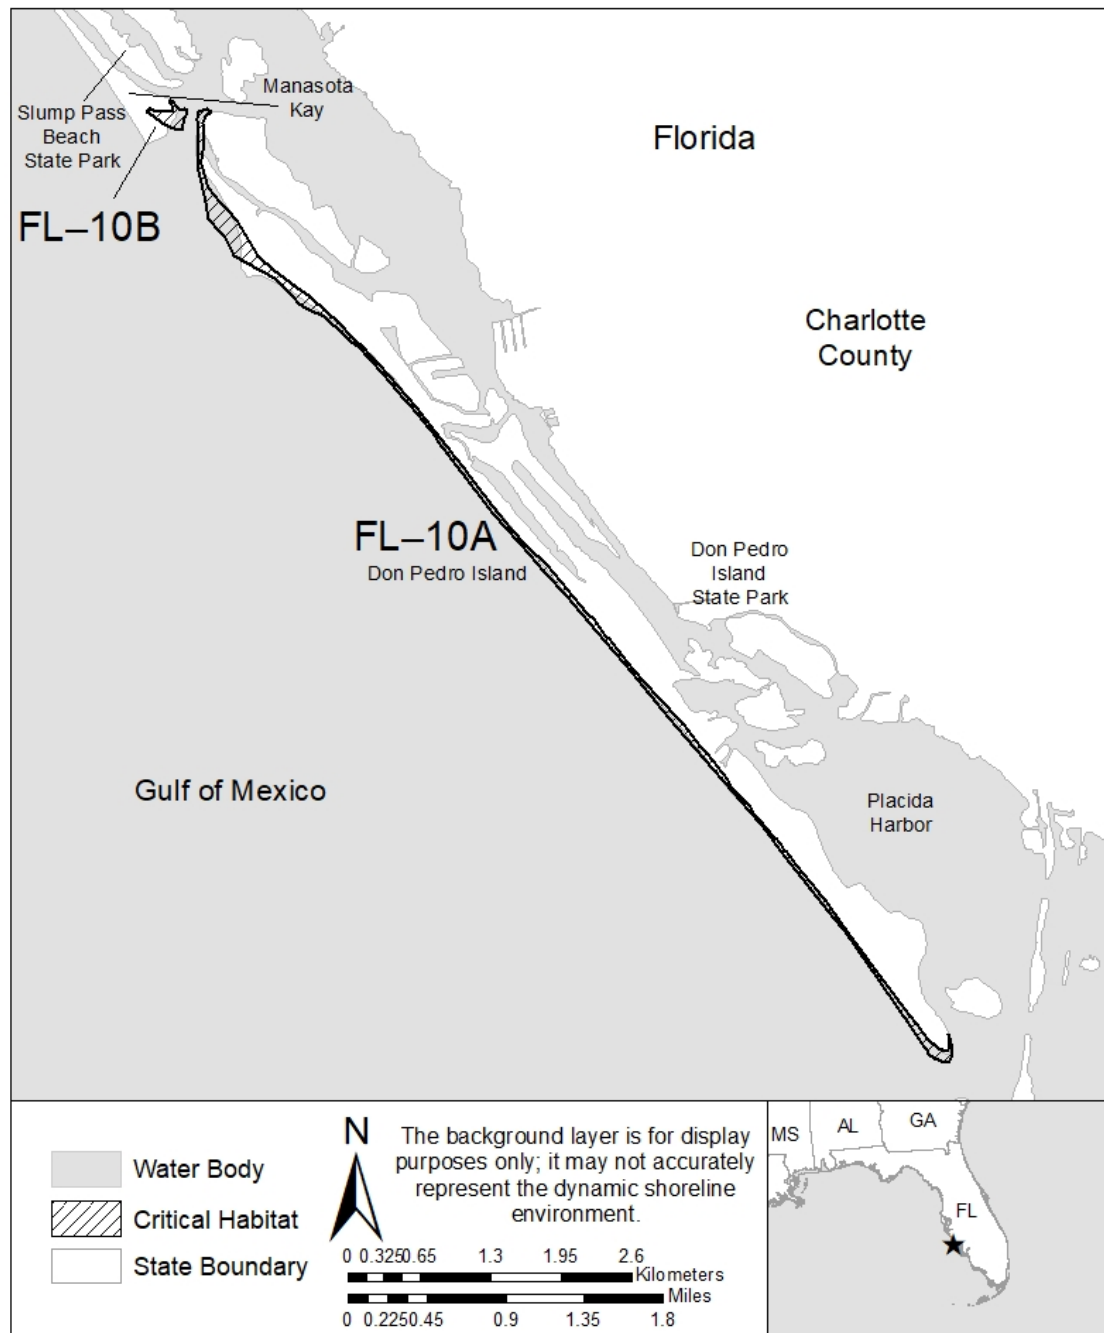 Manasota
Kay
Slump Pass
Beach
State Park
Florida
FL–10B
Charlotte
County
FL–10A
Don Pedro Island
Don Pedro
Island
State Park
Gulf of Mexico
Placida
Harbor
Water Body
Critical Habitat
State Boundary
N
The background layer is for display
purposes only; it may not accurately
represent the dynamic shoreline
environment.
0 0.325 0.65 1.3 1.95 2.6
Kilometers
Miles
0 0.225 0.45 0.9 1.35 1.8
MS
AL
GA
FL